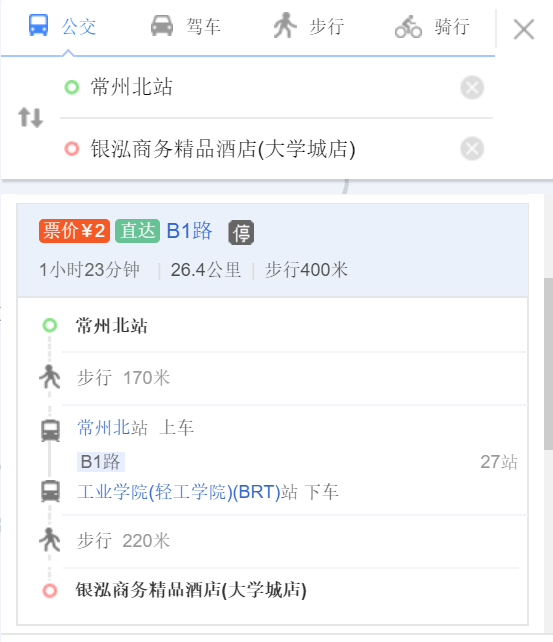 公交 驾车 步行 骑行
常州北站
银泓商务精品酒店(大学城店)
票价¥2 直达 B1路 停
1小时23分钟 | 26.4公里 | 步行400米
常州北站
步行 170米
常州北站 上车
B1路 27站
工业学院(轻工学院)(BRT)站 下车
步行 220米
银泓商务精品酒店(大学城店)